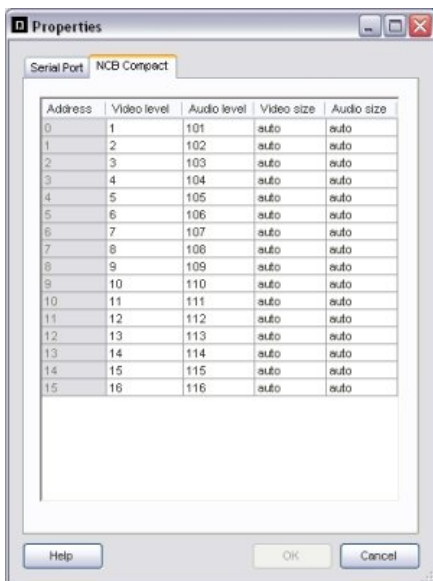 Properties
Serial Port NCB Compact
Address Video level Audio level Video size Audio size
0 1 101 auto auto
1 2 102 auto auto
2 3 103 auto auto
3 4 104 auto auto
4 5 105 auto auto
5 6 106 auto auto
6 7 107 auto auto
7 8 108 auto auto
8 9 109 auto auto
9 10 110 auto auto
10 11 111 auto auto
11 12 112 auto auto
12 13 113 auto auto
13 14 114 auto auto
14 15 115 auto auto
15 16 116 auto auto
Help OK Cancel